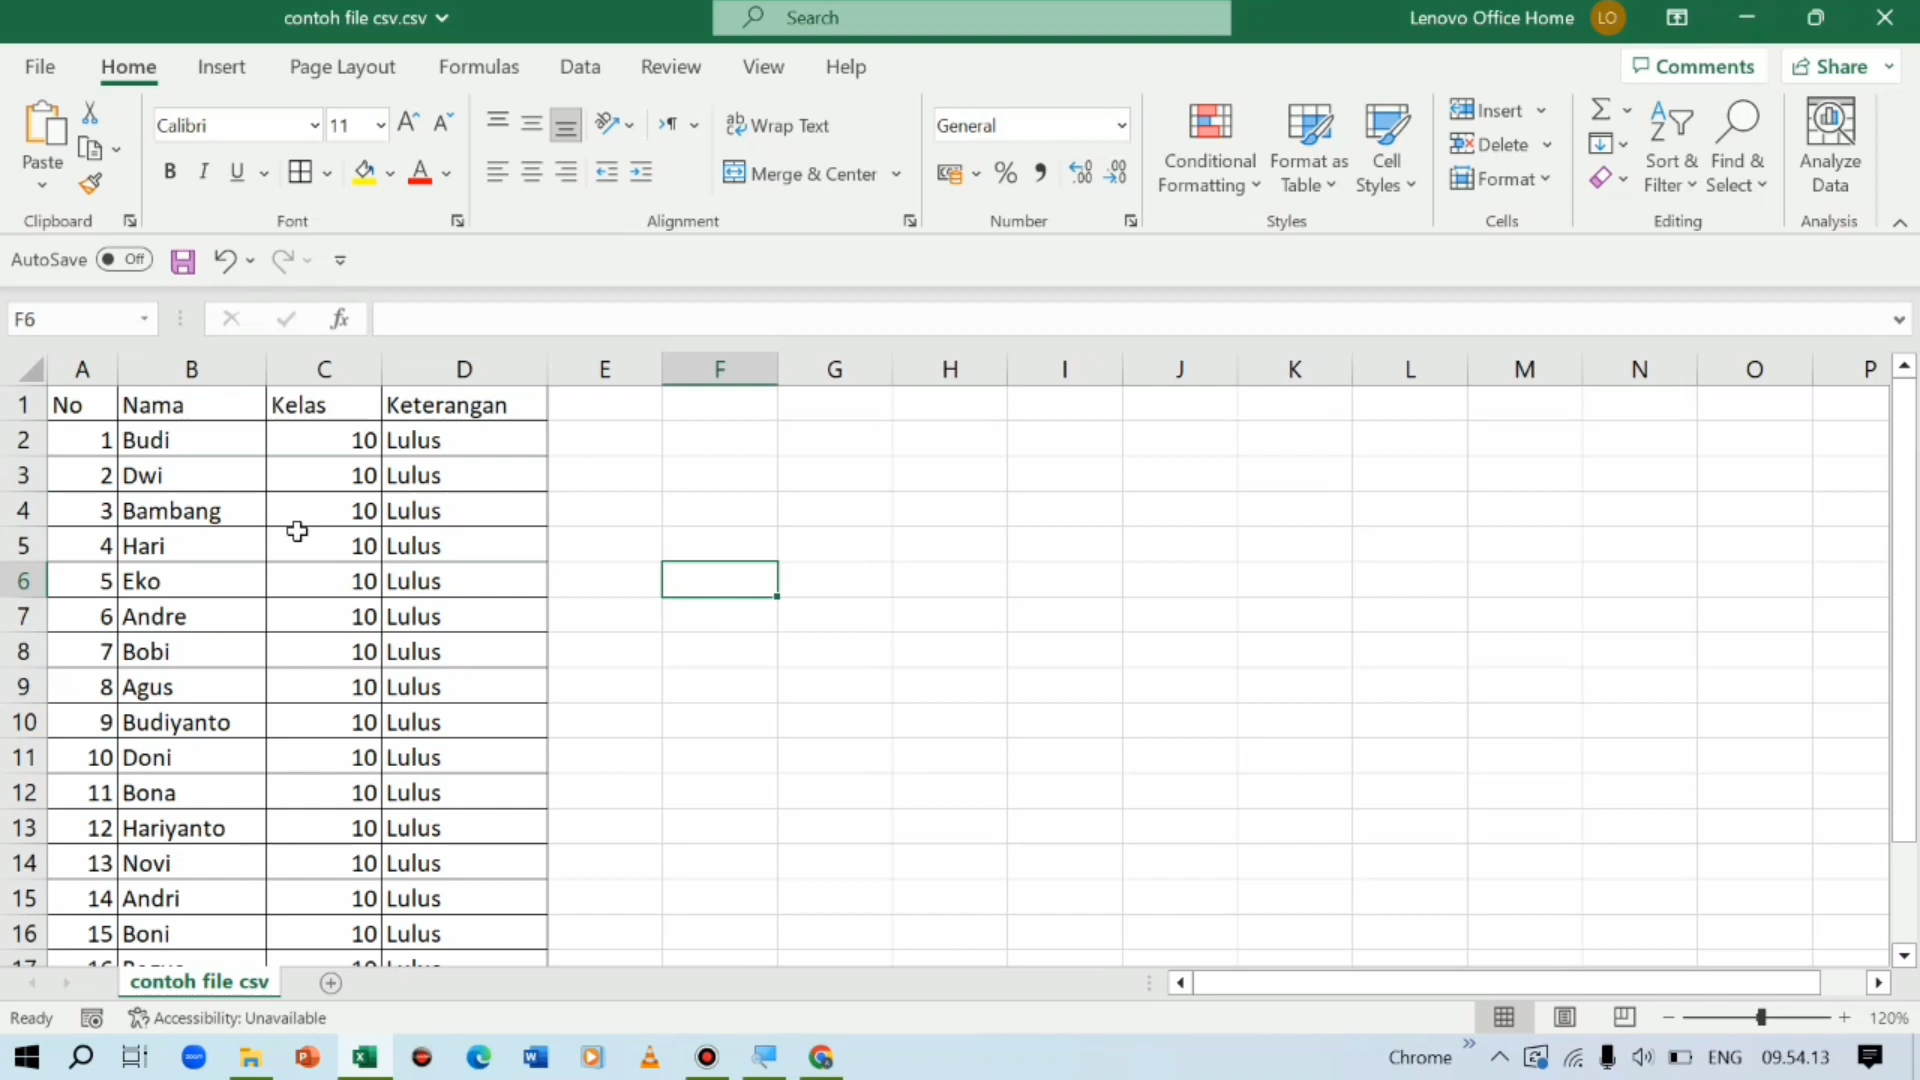 contoh file csv.csv
Search
Lenovo Office Home
LO
File
Home
Insert
Page Layout
Formulas
Data
Review
View
Help
Comments
Share
Paste
Clipboard
Calibri
11
B I U
Font
Wrap Text
Merge & Center
Alignment
General
Number
Conditional Formatting
Format as Table
Cell Styles
Styles
Insert
Delete
Format
Cells
Sort & Filter
Find & Select
Editing
Analyze Data
Analysis
AutoSave Off
F6
fx
A B C D E F G H I J K L M N O P
1 No Nama Kelas Keterangan
2 1 Budi 10 Lulus
3 2 Dwi 10 Lulus
4 3 Bambang 10 Lulus
5 4 Hari 10 Lulus
6 5 Eko 10 Lulus
7 6 Andre 10 Lulus
8 7 Bobi 10 Lulus
9 8 Agus 10 Lulus
10 9 Budiyanto 10 Lulus
11 10 Doni 10 Lulus
12 11 Bona 10 Lulus
13 12 Hariyanto 10 Lulus
14 13 Novi 10 Lulus
15 14 Andri 10 Lulus
16 15 Boni 10 Lulus
contoh file csv
Ready
Accessibility: Unavailable
120%
zoom
Chrome
ENG
09.54.13